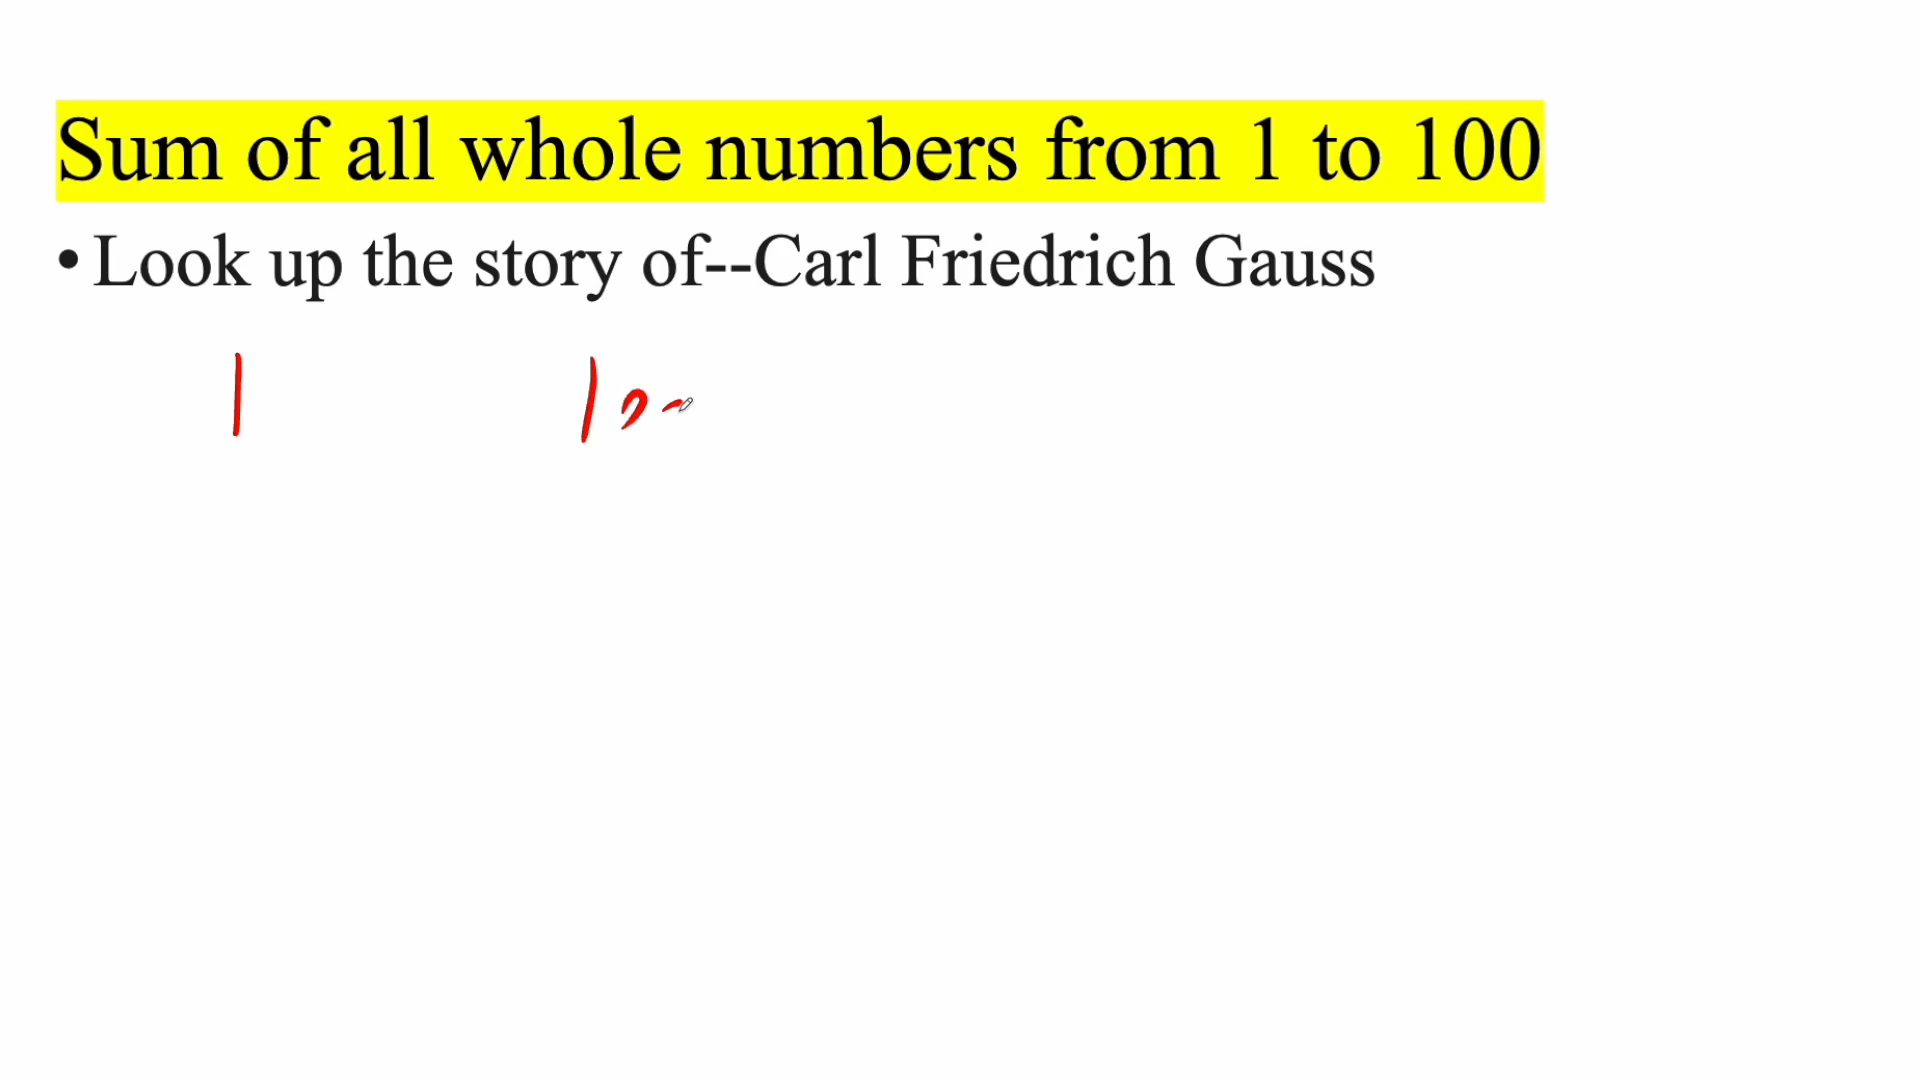 Sum of all whole numbers from 1 to 100
• Look up the story of--Carl Friedrich Gauss
1 10